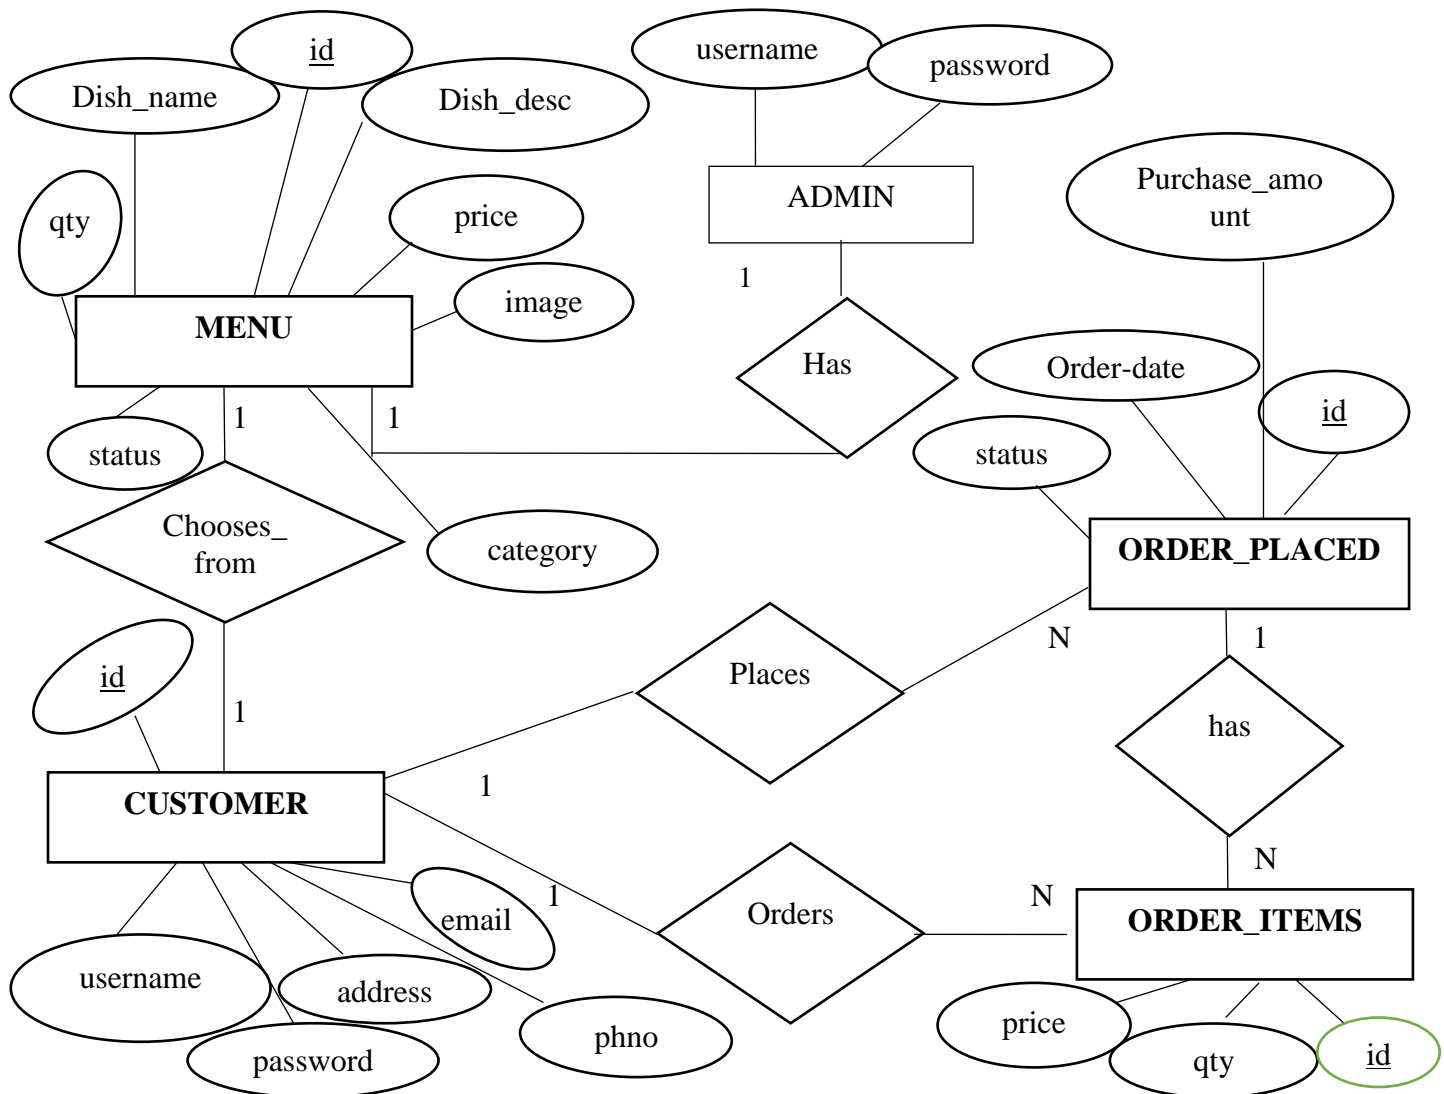 id
username
password
Dish_name
Dish_desc
Purchase_amo
unt
ADMIN
qty
price
1
image
MENU
Has
Order-date
id
1
1
status
status
Chooses_
from
category
ORDER_PLACED
N
1
id
Places
1
has
1
CUSTOMER
N
1
N
email
Orders
ORDER_ITEMS
username
address
price
phno
password
qty
id